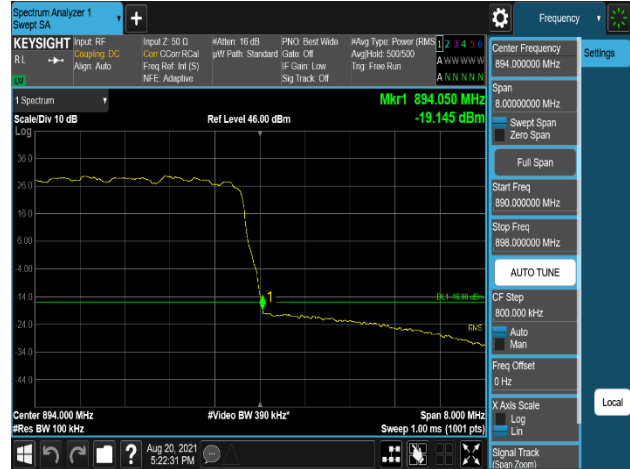 Spectrum Analyzer 1
Swept SA
Frequency
KEYSIGHT
R L
Input: RF
Coupling: DC
Align: Auto
Input Z: 50 Ω
Corr CCorr RCal
Freq Ref: Int (S)
NFE: Adaptive
#Atten: 16 dB
µW Path: Standard
PNO: Best Wide
Gate: Off
IF Gain: Low
Sig Track: Off
#Avg Type: Power (RMS
Avg|Hold: 500/500
Trig: Free Run
1 2 3 4 5 6
A WW WW W
A N N N N N
1 Spectrum
Scale/Div 10 dB
Log
Ref Level 46.00 dBm
Mkr1 894.050 MHz
-19.145 dBm
36.0
26.0
16.0
6.00
-4.00
-14.0
-24.0
-34.0
-44.0
1
DL1 -16.00 dBm
RMS
Center 894.000 MHz
#Res BW 100 kHz
#Video BW 390 kHz*
Span 8.000 MHz
Sweep 1.00 ms (1001 pts)
Aug 20, 2021
5:22:31 PM
Center Frequency
894.000000 MHz
Span
8.00000000 MHz
Swept Span
Zero Span
Full Span
Start Freq
890.000000 MHz
Stop Freq
898.000000 MHz
AUTO TUNE
CF Step
800.000 kHz
Auto
Man
Freq Offset
0 Hz
X Axis Scale
Log
Lin
Signal Track
(Span Zoom)
Settings
Local